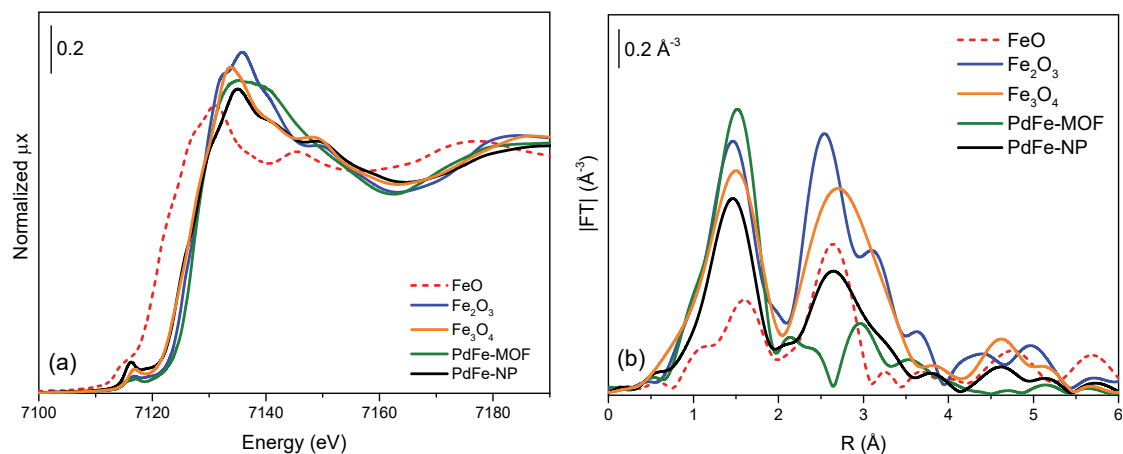 0.2
Normalized μx
FeO
Fe₂O₃
Fe₃O₄
PdFe-MOF
PdFe-NP
(a)
7100 7120 7140 7160 7180
Energy (eV)
0.2 Å⁻³
|FT| (Å⁻³)
FeO
Fe₂O₃
Fe₃O₄
PdFe-MOF
PdFe-NP
(b)
0 1 2 3 4 5 6
R (Å)